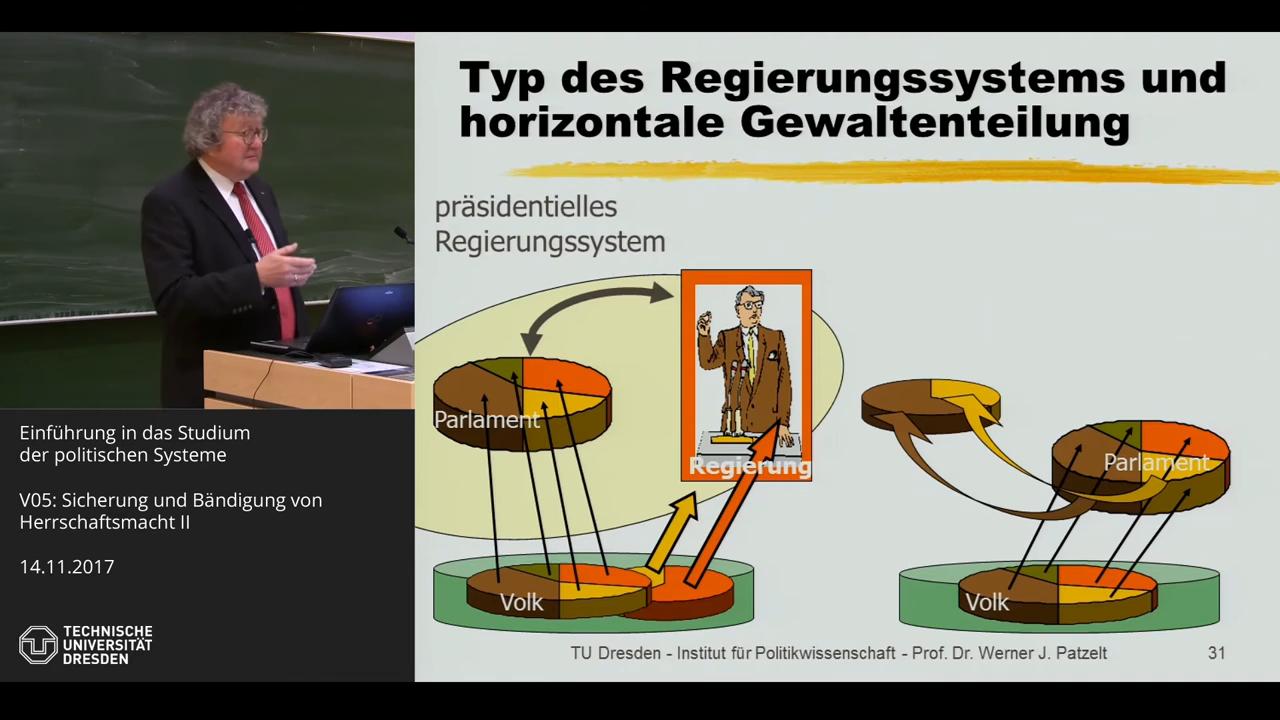 Typ des Regierungssystems und
horizontale Gewaltenteilung
präsidentielles
Regierungssystem
Parlament
Regierung
Volk
Parlament
Volk
TU Dresden - Institut für Politikwissenschaft - Prof. Dr. Werner J. Patzelt
31
Einführung in das Studium
der politischen Systeme
V05: Sicherung und Bändigung von
Herrschaftsmacht II
14.11.2017
TECHNISCHE
UNIVERSITÄT
DRESDEN